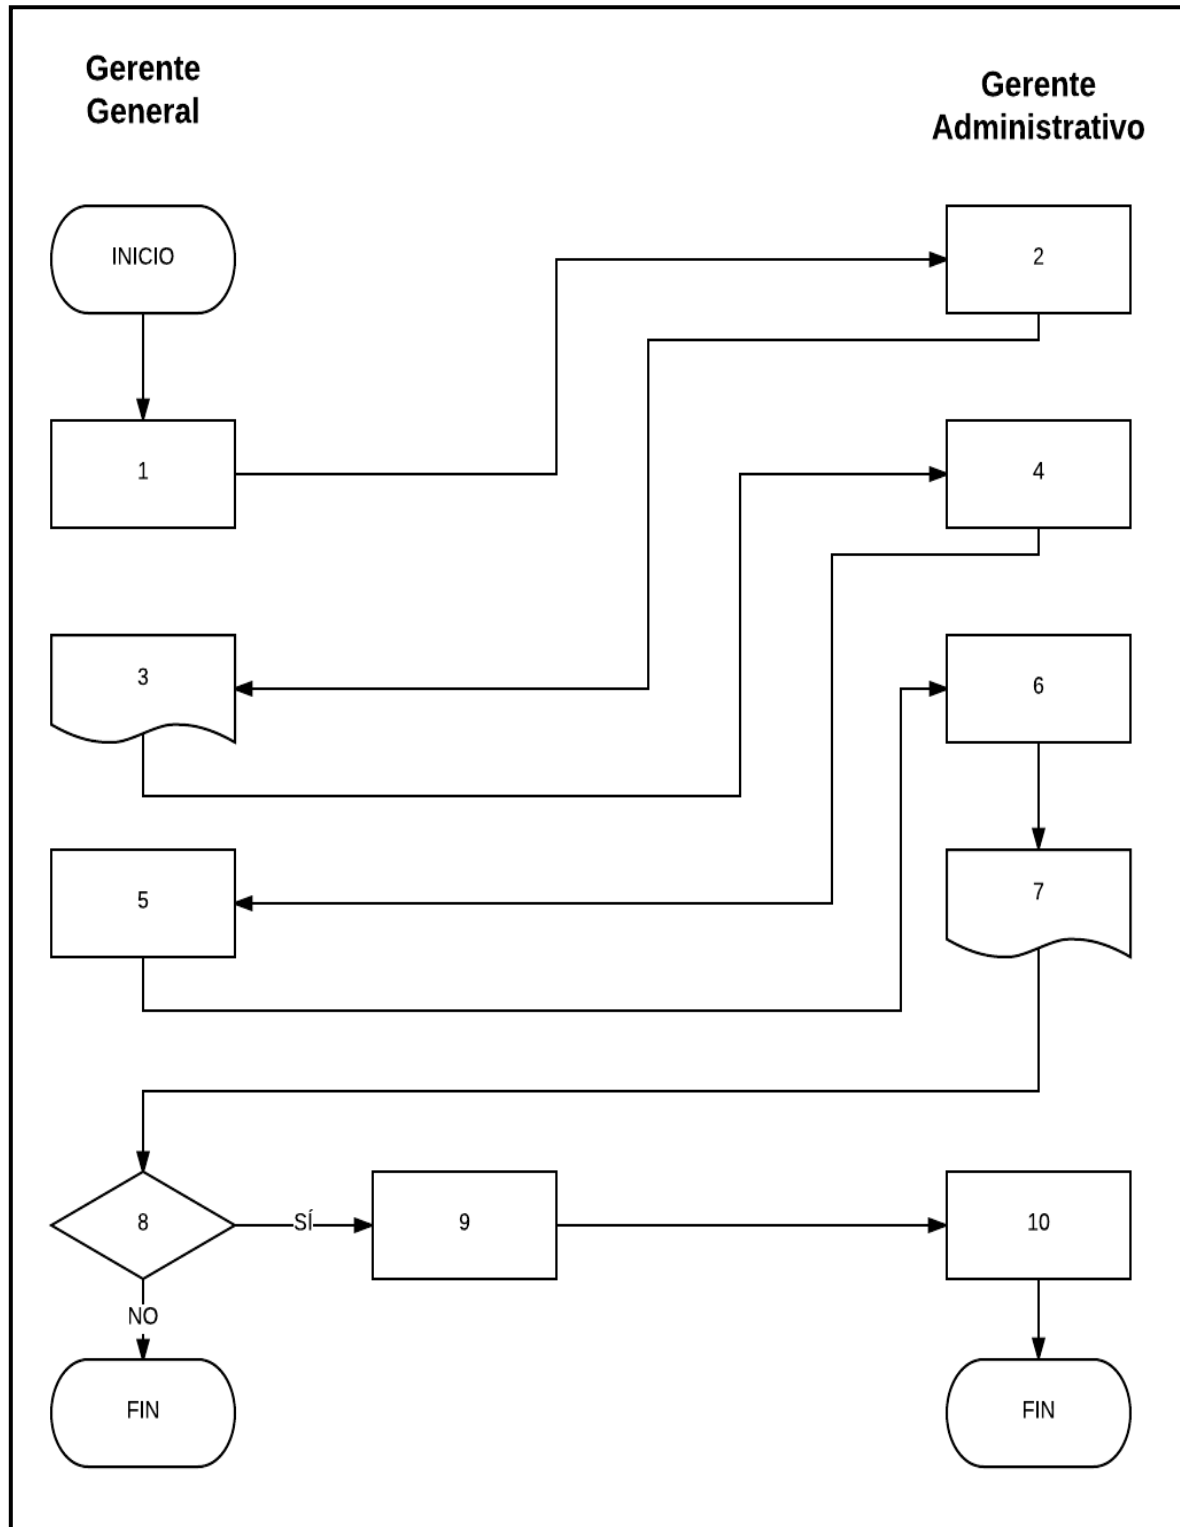 Gerente
General
Gerente
Administrativo
INICIO
2
1
4
3
6
5
7
8
SÍ
9
10
NO
FIN
FIN